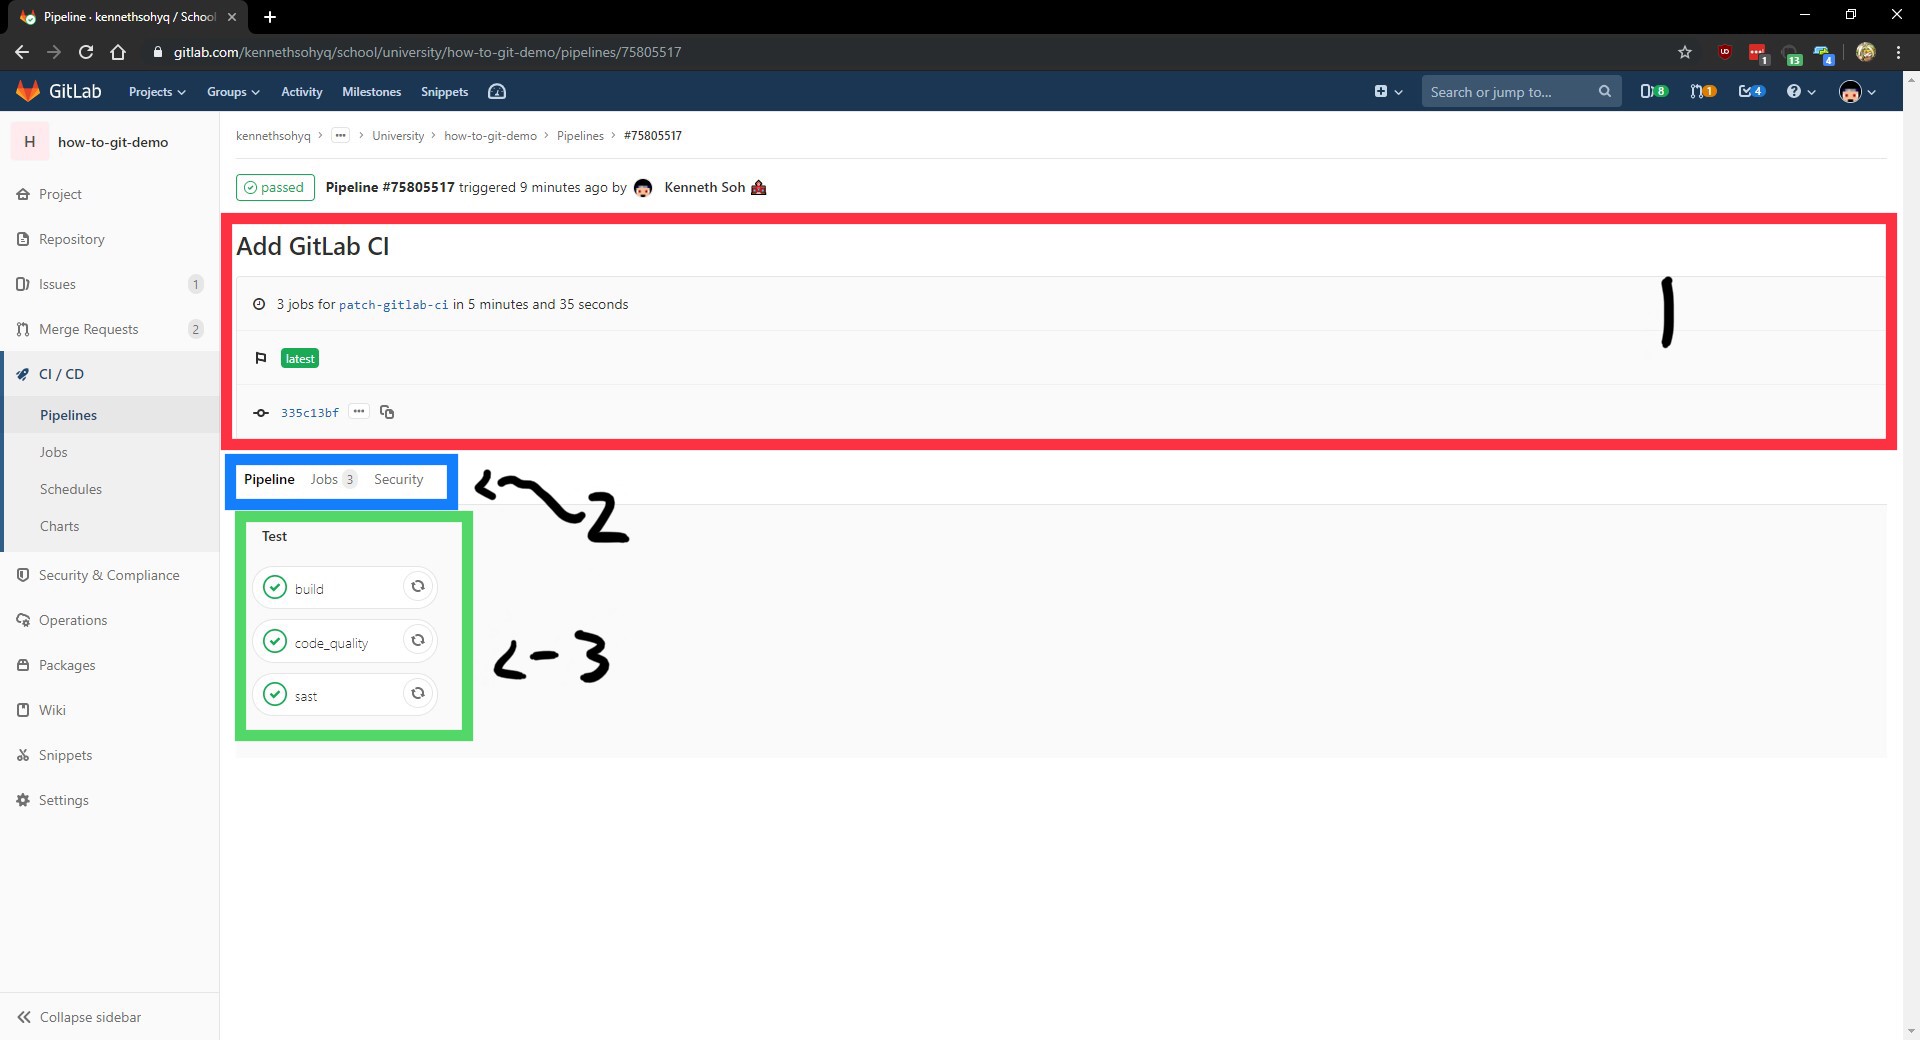 Pipeline · kennethsohyq / School
gitlab.com/kennethsohyq/school/university/how-to-git-demo/pipelines/75805517
1
13
4
GitLab
Projects
Groups
Activity
Milestones
Snippets
Search or jump to...
8
1
4
H
how-to-git-demo
Project
Repository
Issues 1
Merge Requests 2
CI / CD
Pipelines
Jobs
Schedules
Charts
Security & Compliance
Operations
Packages
Wiki
Snippets
Settings
Collapse sidebar
kennethsohyq › ··· › University › how-to-git-demo › Pipelines › #75805517
passed Pipeline #75805517 triggered 9 minutes ago by Kenneth Soh
Add GitLab CI
3 jobs for patch-gitlab-ci in 5 minutes and 35 seconds
1
latest
335c13bf ···
Pipeline Jobs 3 Security
<~2
Test
build
code_quality
<-3
sast